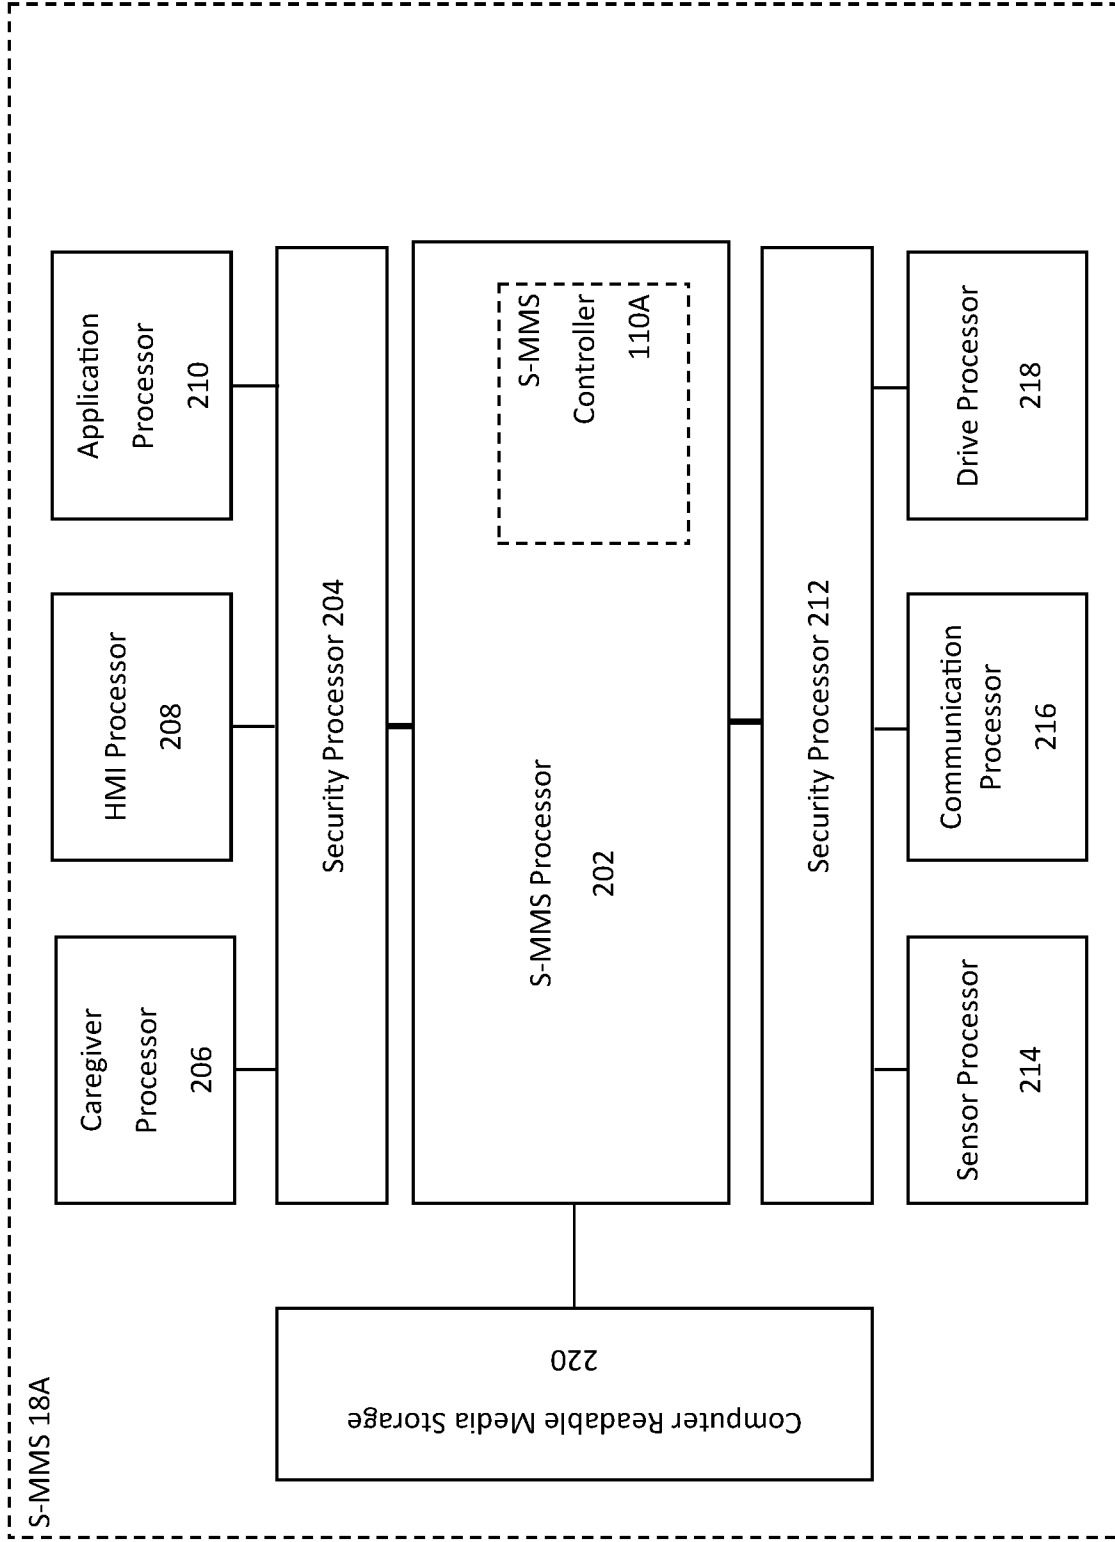 S-MMS 18A
Caregiver
Processor
206
HMI Processor
208
Application
Processor
210
Security Processor 204
S-MMS Processor
202
S-MMS
Controller
110A
Security Processor 212
Sensor Processor
214
Communication
Processor
216
Drive Processor
218
Computer Readable Media Storage
220